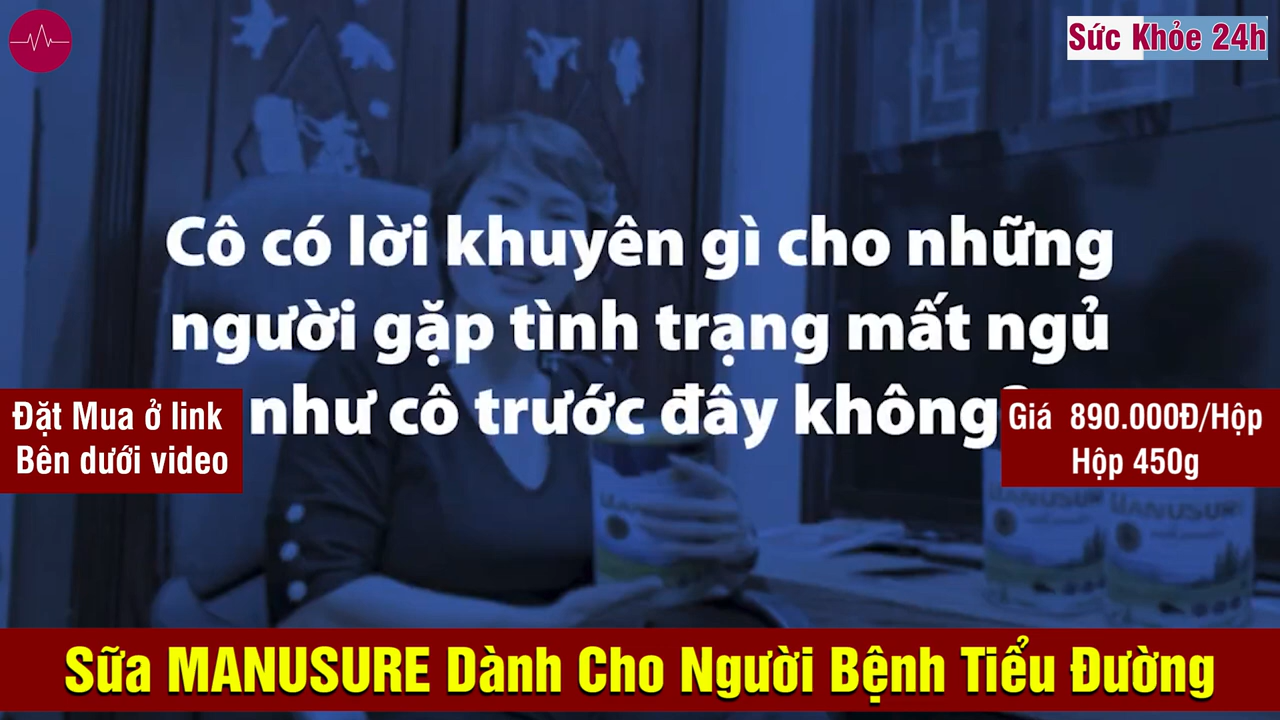 Sức Khỏe 24h
Cô có lời khuyên gì cho những
người gặp tình trạng mất ngủ
như cô trước đây không
Đặt Mua ở link
Bên dưới video
Giá 890.000Đ/Hộp
Hộp 450g
MANUSURE
MANUSURE
Sữa MANUSURE Dành Cho Người Bệnh Tiểu Đường